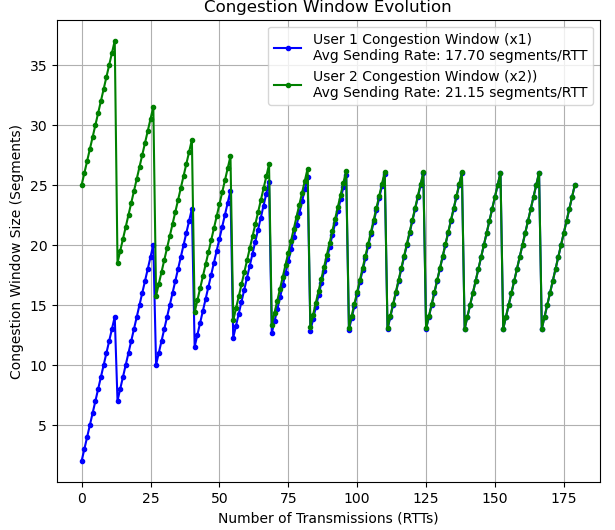 Congestion Window Evolution
User 1 Congestion Window (x1)
Avg Sending Rate: 17.70 segments/RTT
User 2 Congestion Window (x2))
Avg Sending Rate: 21.15 segments/RTT
Congestion Window Size (Segments)
35
30
25
20
15
10
5
0 25 50 75 100 125 150 175
Number of Transmissions (RTTs)